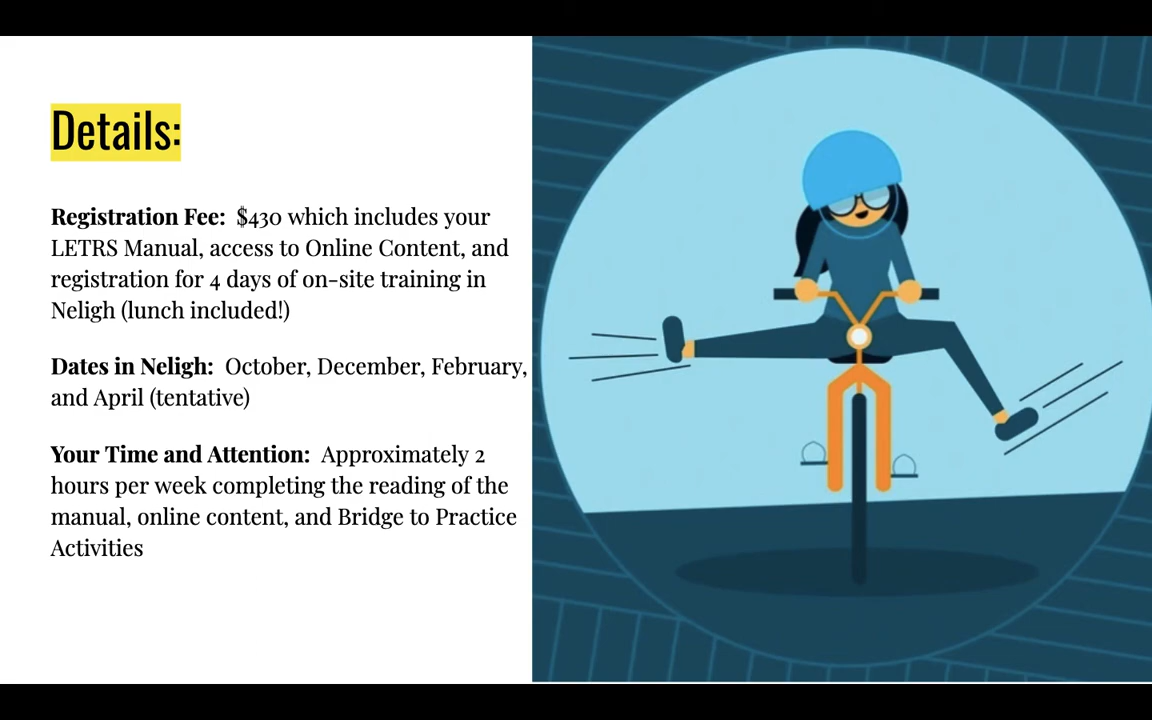 Details:
Registration Fee: $430 which includes your
LETRS Manual, access to Online Content, and
registration for 4 days of on-site training in
Neligh (lunch included!)
Dates in Neligh: October, December, February,
and April (tentative)
Your Time and Attention: Approximately 2
hours per week completing the reading of the
manual, online content, and Bridge to Practice
Activities